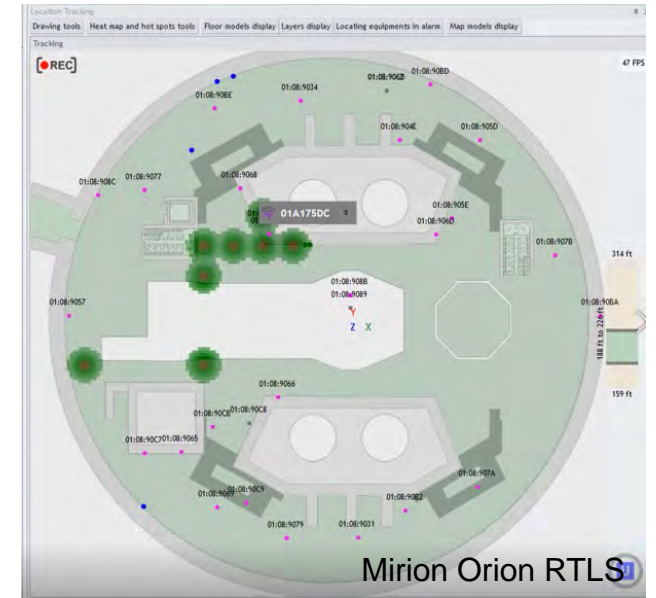 Location Tracking
Drawing tools Heat map and hot spots tools Floor models display Layers display Locating equipments in alarm Map models display
Tracking
[●REC]
47 FPS
01:08:90BD
01:08:906Z
01:08:90BE
01:08:9034
01:08:904E
01:08:905D
01:08:9077
01:08:908C
01:08:9068
01A175DC
01:08:905E
01:08:906D
01:08:907B
314 ft
01:08:908B
01:08:9089
01:08:9057
01:08:90BA
Y
Z X
188 ft to 226 ft
159 ft
01:08:9066
01:08:90CB
01:08:90C8
01:08:90C7
01:08:9065
01:08:907A
01:08:9069
01:08:90C9
01:08:90B2
01:08:9079
01:08:9031
Mirion Orion RTLS